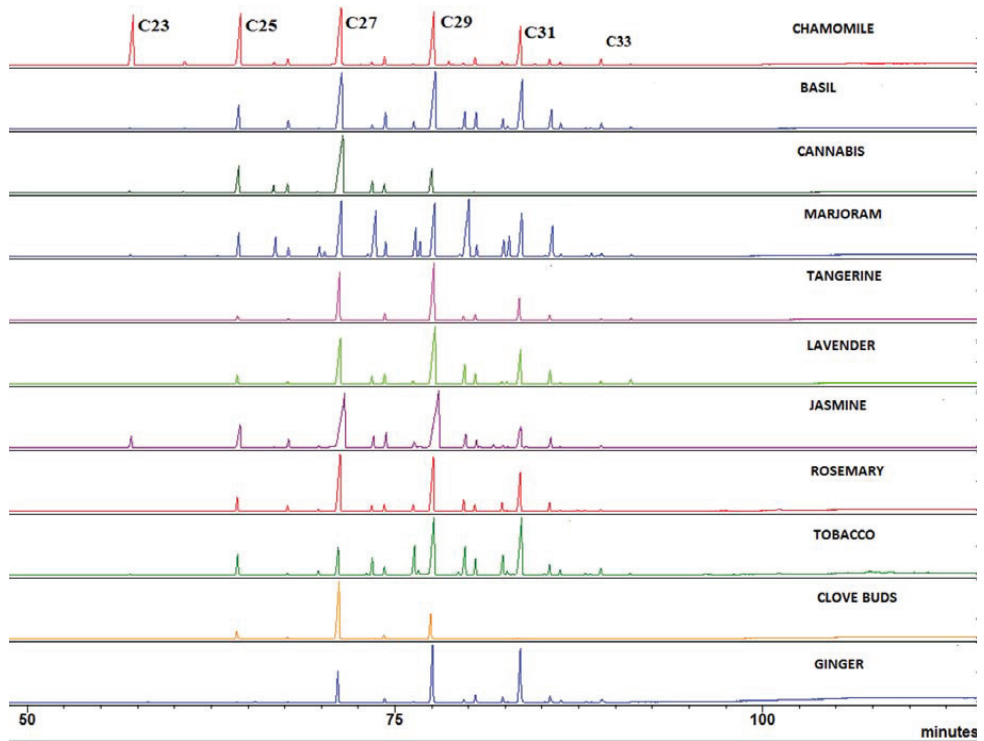 C23 C25 C27 C29 C31 C33 CHAMOMILE
BASIL
CANNABIS
MARJORAM
TANGERINE
LAVENDER
JASMINE
ROSEMARY
TOBACCO
CLOVE BUDS
GINGER
50 75 100
minutes